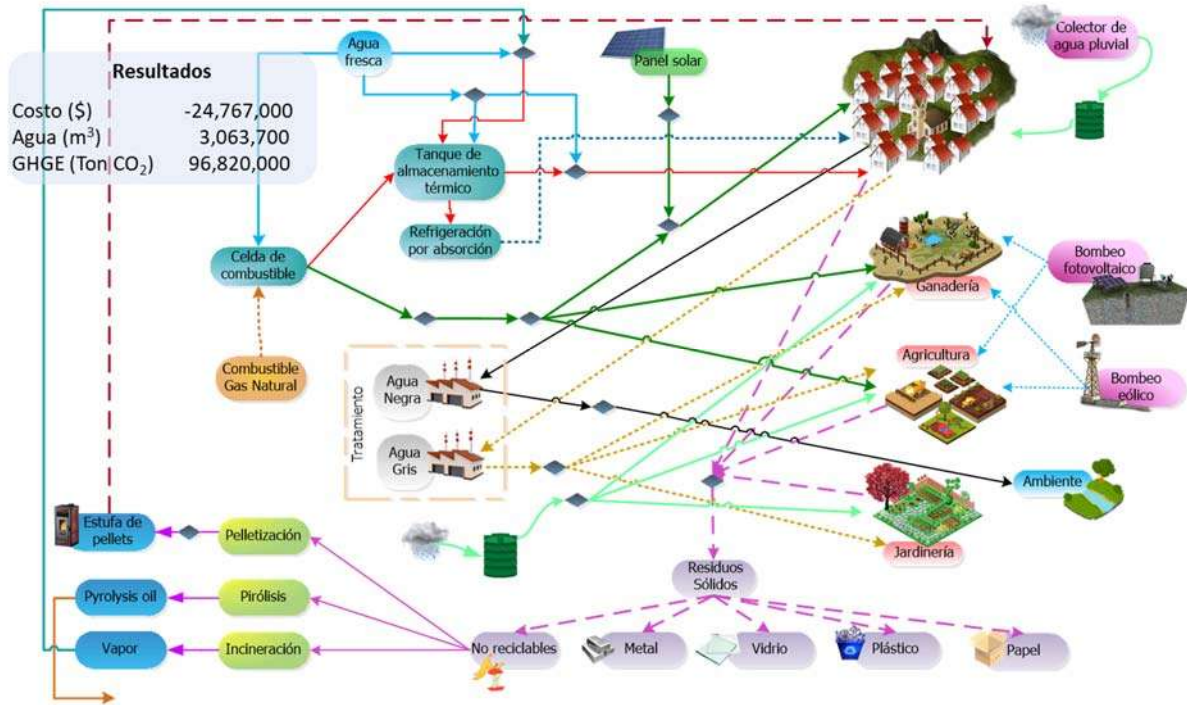 Resultados
Costo ($) -24,767,000
Agua (m³) 3,063,700
GHGE (Ton CO₂) 96,820,000
Agua
fresca
Panel solar
Colector de
agua pluvial
Tanque de
almacenamiento
térmico
Refrigeración
por absorción
Celda de
combustible
Combustible
Gas Natural
Ganadería
Bombeo
fotovoltaico
Agricultura
Bombeo
eólico
Tratamiento
Agua
Negra
Agua
Gris
Ambiente
Jardinería
Estufa de
pellets
Pelletización
Pyrolysis oil
Pirólisis
Vapor
Incineración
Residuos
Sólidos
No reciclables
Metal
Vidrio
Plástico
Papel